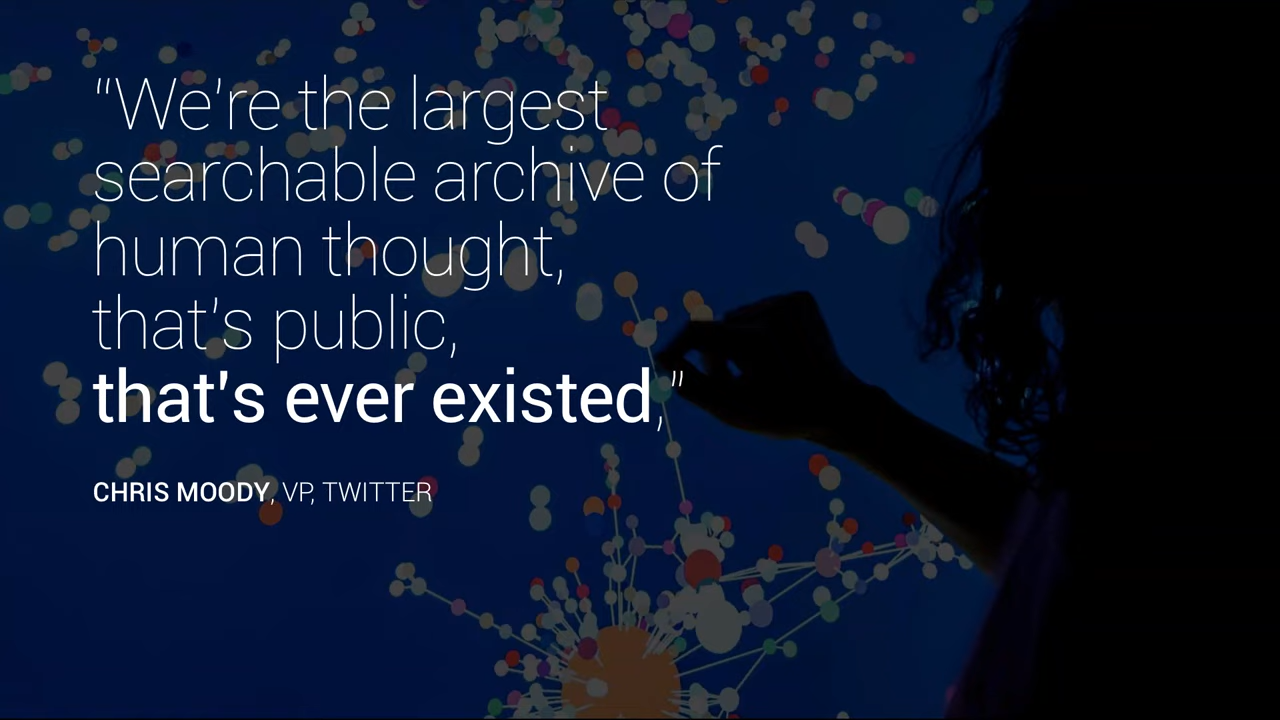 “We're the largest
searchable archive of
human thought,
that's public,
that's ever existed,”
CHRIS MOODY, VP, TWITTER